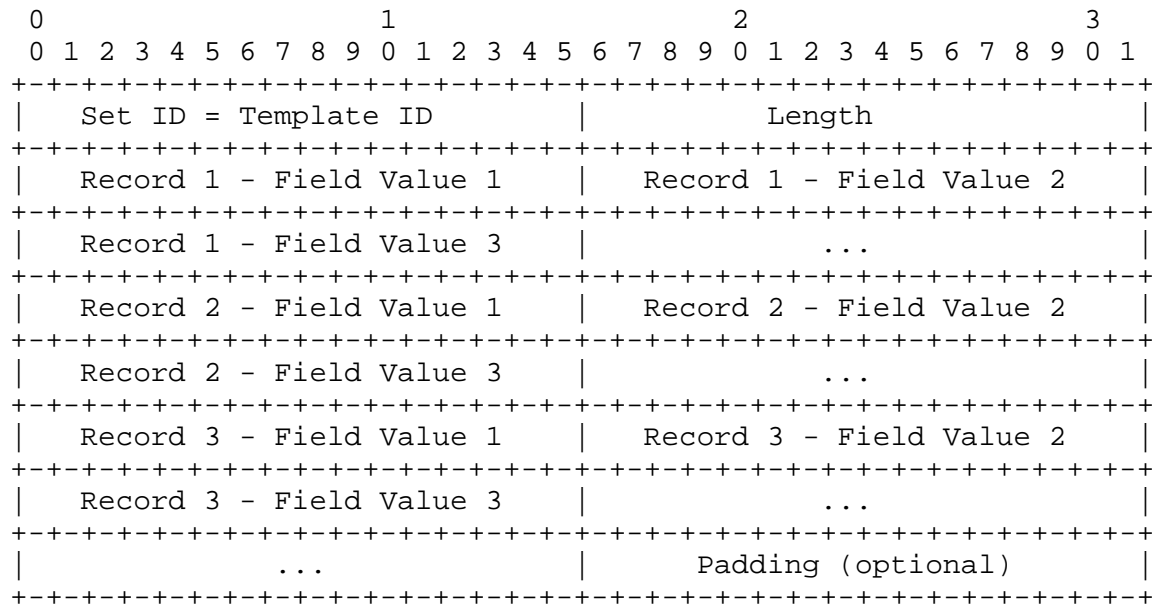 0                   1                   2                   3
 0 1 2 3 4 5 6 7 8 9 0 1 2 3 4 5 6 7 8 9 0 1 2 3 4 5 6 7 8 9 0 1
+-+-+-+-+-+-+-+-+-+-+-+-+-+-+-+-+-+-+-+-+-+-+-+-+-+-+-+-+-+-+-+-+
|   Set ID = Template ID        |          Length               |
+-+-+-+-+-+-+-+-+-+-+-+-+-+-+-+-+-+-+-+-+-+-+-+-+-+-+-+-+-+-+-+-+
|   Record 1 - Field Value 1    |   Record 1 - Field Value 2    |
+-+-+-+-+-+-+-+-+-+-+-+-+-+-+-+-+-+-+-+-+-+-+-+-+-+-+-+-+-+-+-+-+
|   Record 1 - Field Value 3    |             ...               |
+-+-+-+-+-+-+-+-+-+-+-+-+-+-+-+-+-+-+-+-+-+-+-+-+-+-+-+-+-+-+-+-+
|   Record 2 - Field Value 1    |   Record 2 - Field Value 2    |
+-+-+-+-+-+-+-+-+-+-+-+-+-+-+-+-+-+-+-+-+-+-+-+-+-+-+-+-+-+-+-+-+
|   Record 2 - Field Value 3    |             ...               |
+-+-+-+-+-+-+-+-+-+-+-+-+-+-+-+-+-+-+-+-+-+-+-+-+-+-+-+-+-+-+-+-+
|   Record 3 - Field Value 1    |   Record 3 - Field Value 2    |
+-+-+-+-+-+-+-+-+-+-+-+-+-+-+-+-+-+-+-+-+-+-+-+-+-+-+-+-+-+-+-+-+
|   Record 3 - Field Value 3    |             ...               |
+-+-+-+-+-+-+-+-+-+-+-+-+-+-+-+-+-+-+-+-+-+-+-+-+-+-+-+-+-+-+-+-+
|              ...              |      Padding (optional)       |
+-+-+-+-+-+-+-+-+-+-+-+-+-+-+-+-+-+-+-+-+-+-+-+-+-+-+-+-+-+-+-+-+